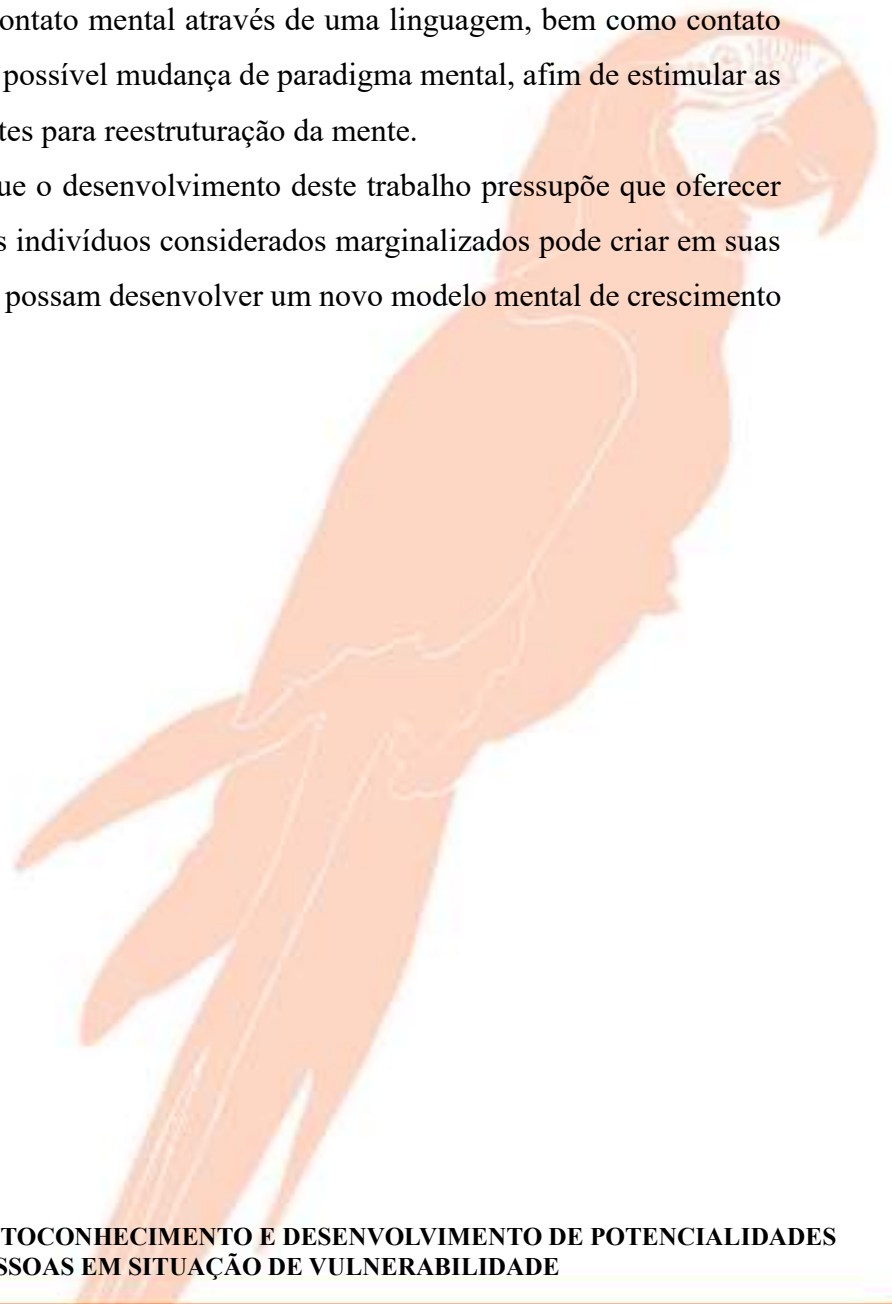 ontato mental através de uma linguagem, bem como contato
possível mudança de paradigma mental, afim de estimular as
tes para reestruturação da mente.
ue o desenvolvimento deste trabalho pressupõe que oferecer
s indivíduos considerados marginalizados pode criar em suas
possam desenvolver um novo modelo mental de crescimento
TOCONHECIMENTO E DESENVOLVIMENTO DE POTENCIALIDADES
SSOAS EM SITUAÇÃO DE VULNERABILIDADE